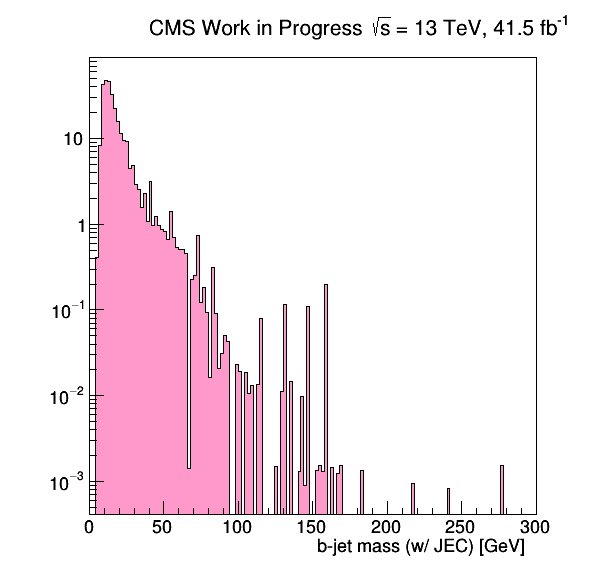 CMS Work in Progress √s = 13 TeV, 41.5 fb⁻¹
10
1
10⁻¹
10⁻²
10⁻³
0 50 100 150 200 250 300
b-jet mass (w/ JEC) [GeV]